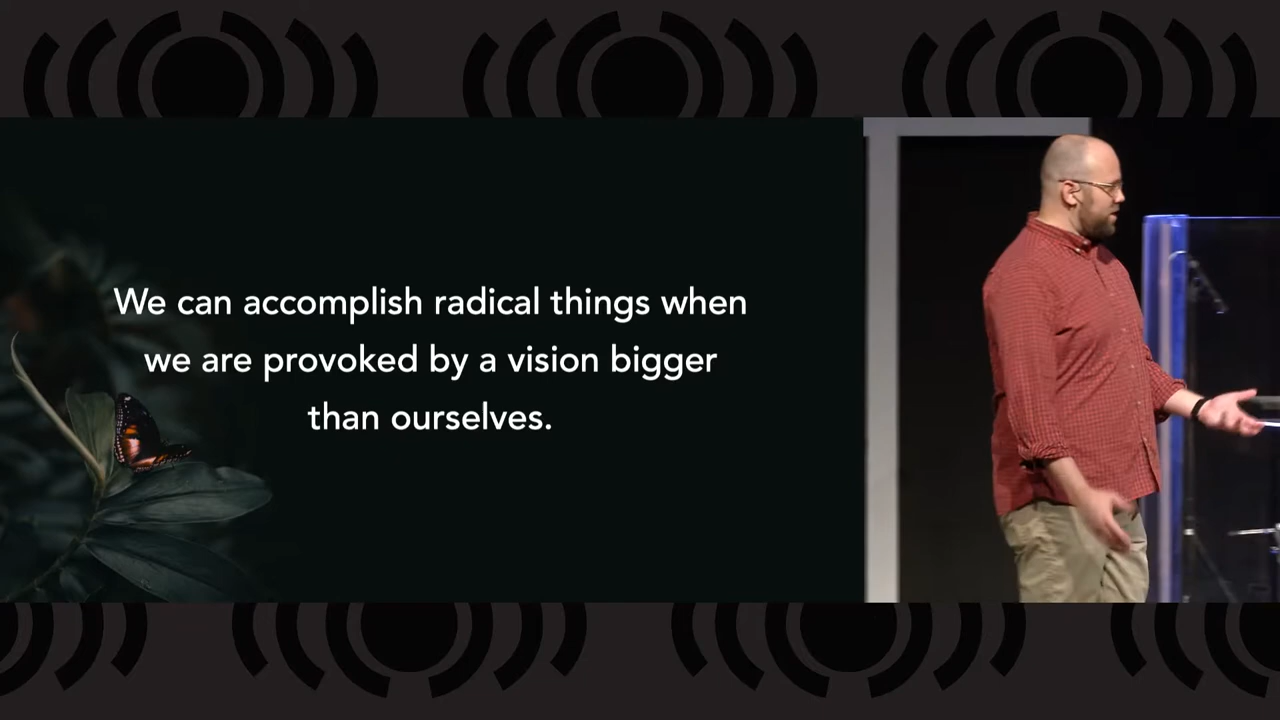 We can accomplish radical things when
we are provoked by a vision bigger
than ourselves.